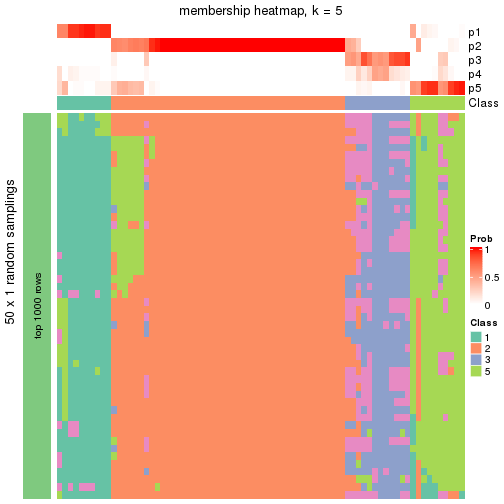 membership heatmap, k = 5
p1
p2
p3
p4
p5
Class
50 x 1 random samplings
top 1000 rows
Prob
1
0.5
0
Class
1
2
3
5